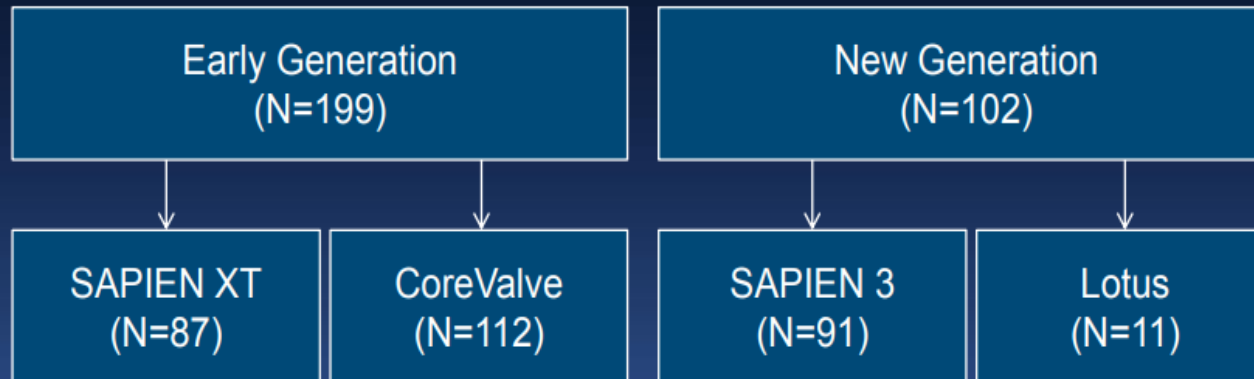 Early Generation
(N=199)
New Generation
(N=102)
SAPIEN XT
(N=87)
CoreValve
(N=112)
SAPIEN 3
(N=91)
Lotus
(N=11)